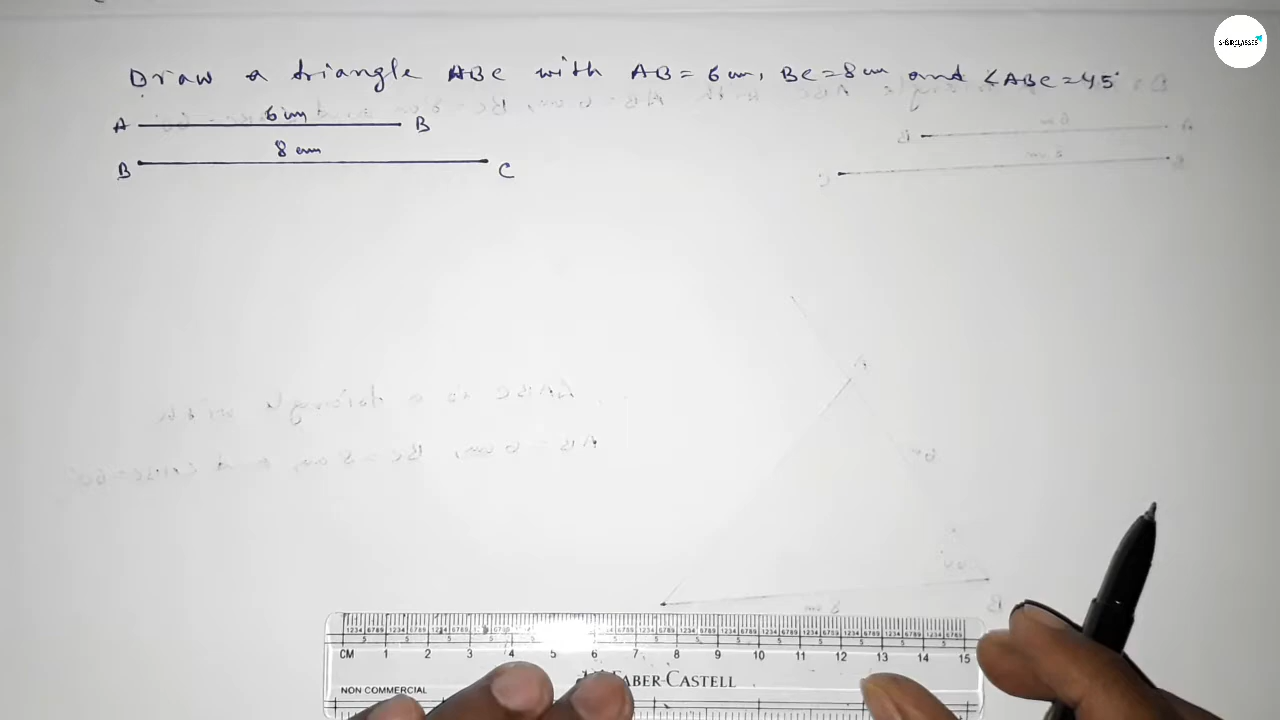 Draw a triangle ABC with AB = 6 cm, BC = 8 cm and ∠ABC = 45°
A 6 cm B
B 8 cm C
CM 1 2 3 4 5 6 7 8 9 10 11 12 13 14 15
FABER-CASTELL
NON COMMERCIAL